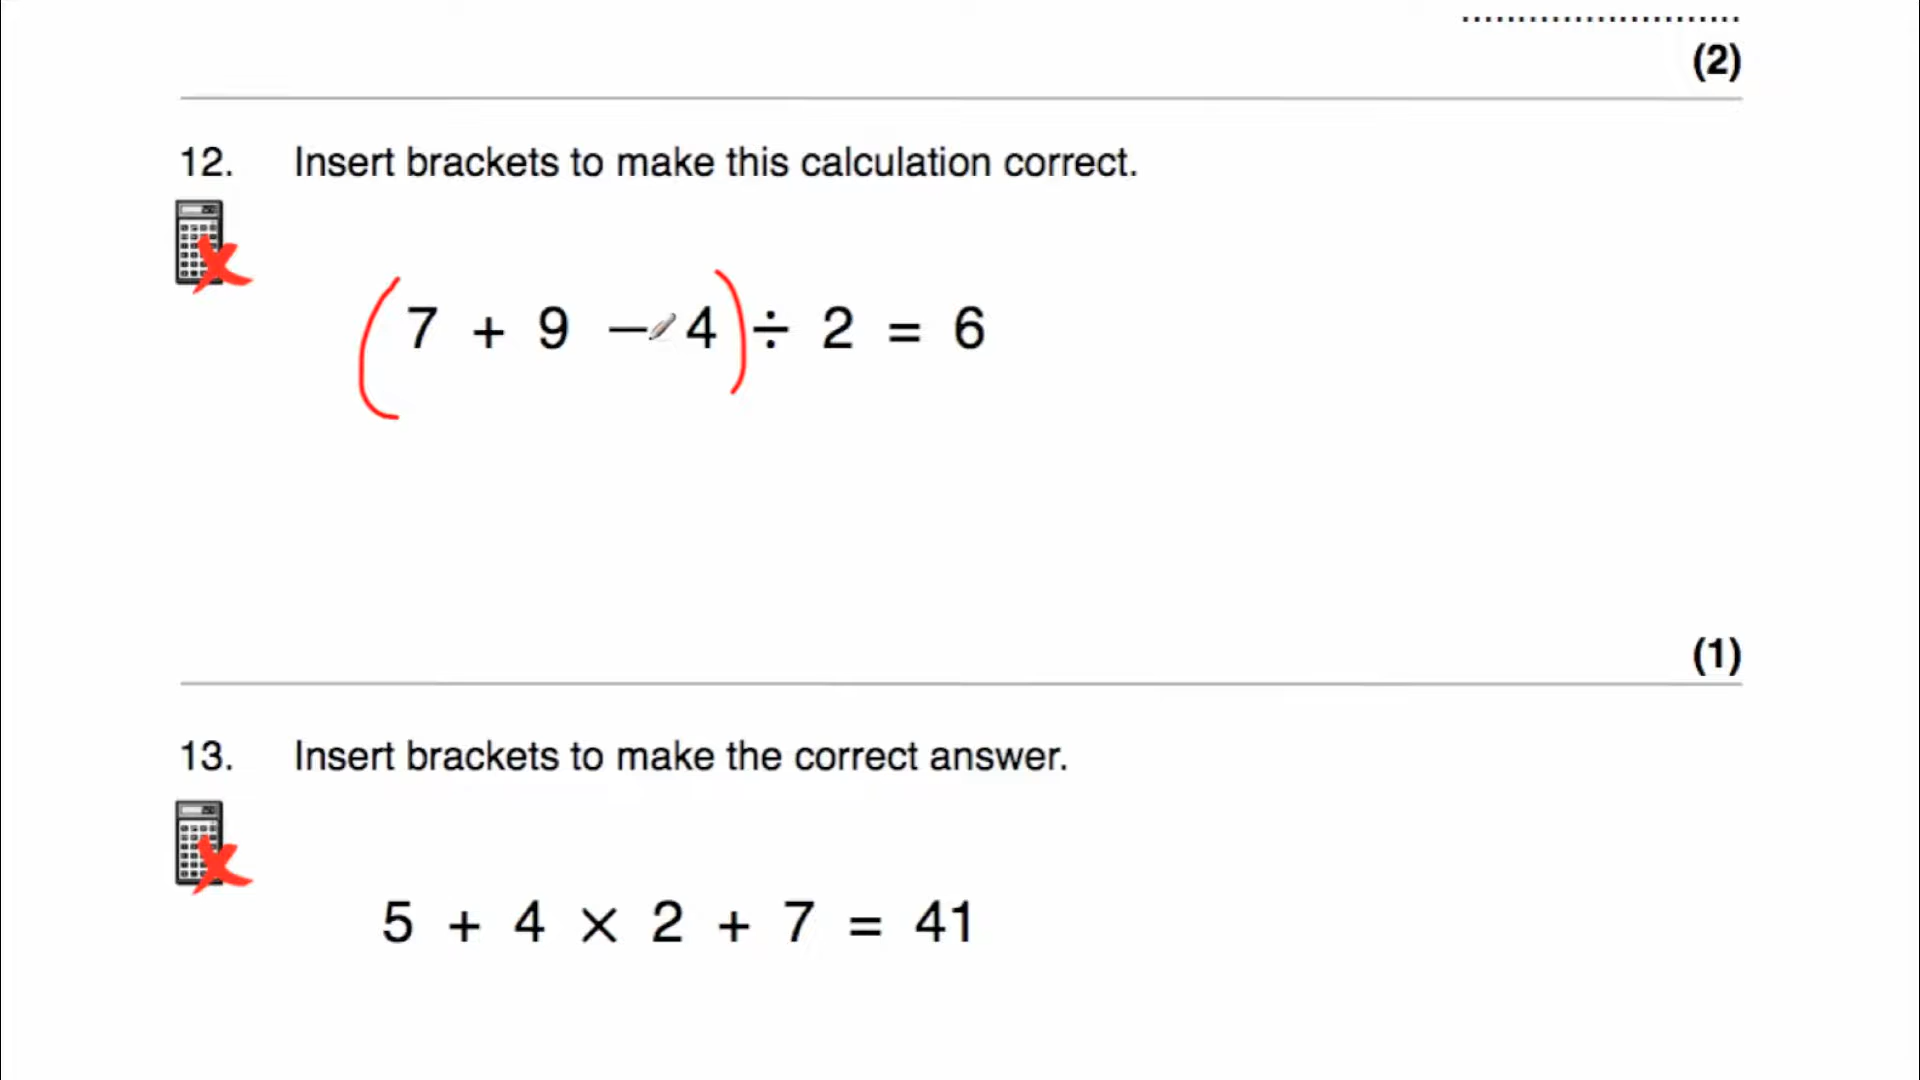 (2)
12. Insert brackets to make this calculation correct.
(7 + 9 − 4) ÷ 2 = 6
(1)
13. Insert brackets to make the correct answer.
5 + 4 × 2 + 7 = 41